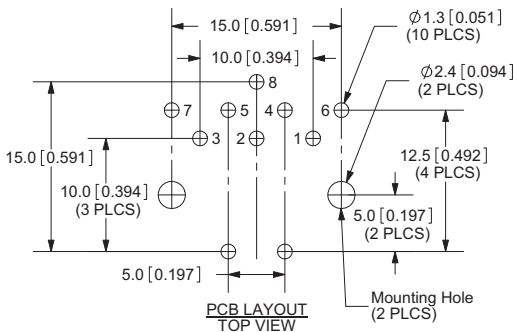 15.0 [0.591]
Ø1.3 [0.051]
(10 PLCS)
10.0 [0.394]
Ø2.4 [0.094]
(2 PLCS)
8
7
5
4
6
3
2
1
15.0 [0.591]
10.0 [0.394]
(3 PLCS)
12.5 [0.492]
(4 PLCS)
5.0 [0.197]
(2 PLCS)
5.0 [0.197]
Mounting Hole
(2 PLCS)
PCB LAYOUT
TOP VIEW